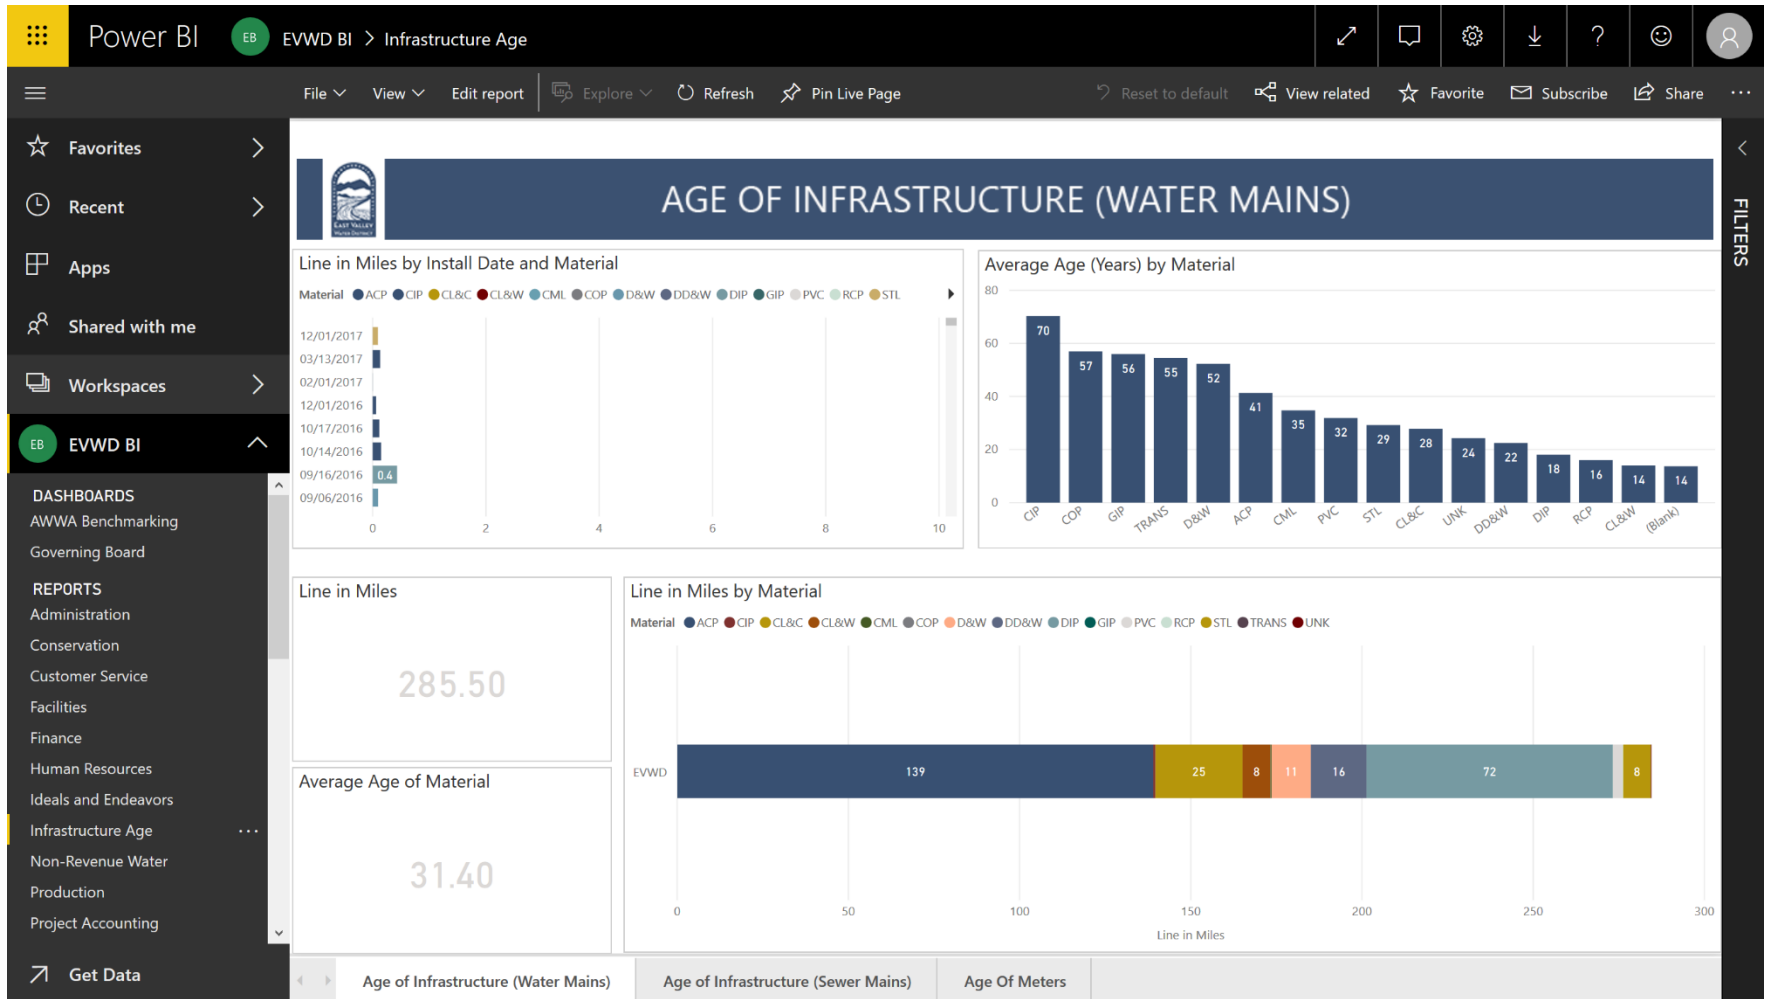 Power BI EB EVWD BI > Infrastructure Age
File View Edit report Explore Refresh Pin Live Page Reset to default View related Favorite Subscribe Share ...
Favorites
Recent
Apps
Shared with me
Workspaces
EB EVWD BI
DASHBOARDS
AWWA Benchmarking
Governing Board
REPORTS
Administration
Conservation
Customer Service
Facilities
Finance
Human Resources
Ideals and Endeavors
Infrastructure Age ...
Non-Revenue Water
Production
Project Accounting
Get Data
EAST VALLEY
WATER DISTRICT
AGE OF INFRASTRUCTURE (WATER MAINS)
Line in Miles by Install Date and Material
Material ACP CIP CL&C CL&W CML COP D&W DD&W DIP GIP PVC RCP STL
12/01/2017
03/13/2017
02/01/2017
12/01/2016
10/17/2016
10/14/2016
09/16/2016 0.4
09/06/2016
0 2 4 6 8 10
Average Age (Years) by Material
80
60
40
20
0
70 57 56 55 52 41 35 32 29 28 24 22 18 16 14 14
CIP COP GIP TRANS D&W ACP CML PVC STL CL&C UNK DD&W DIP RCP CL&W (Blank)
Line in Miles
285.50
Average Age of Material
31.40
Line in Miles by Material
Material ACP CIP CL&C CL&W CML COP D&W DD&W DIP GIP PVC RCP STL TRANS UNK
EVWD 139 25 8 11 16 72 8
0 50 100 150 200 250 300
Line in Miles
FILTERS
Age of Infrastructure (Water Mains) Age of Infrastructure (Sewer Mains) Age Of Meters